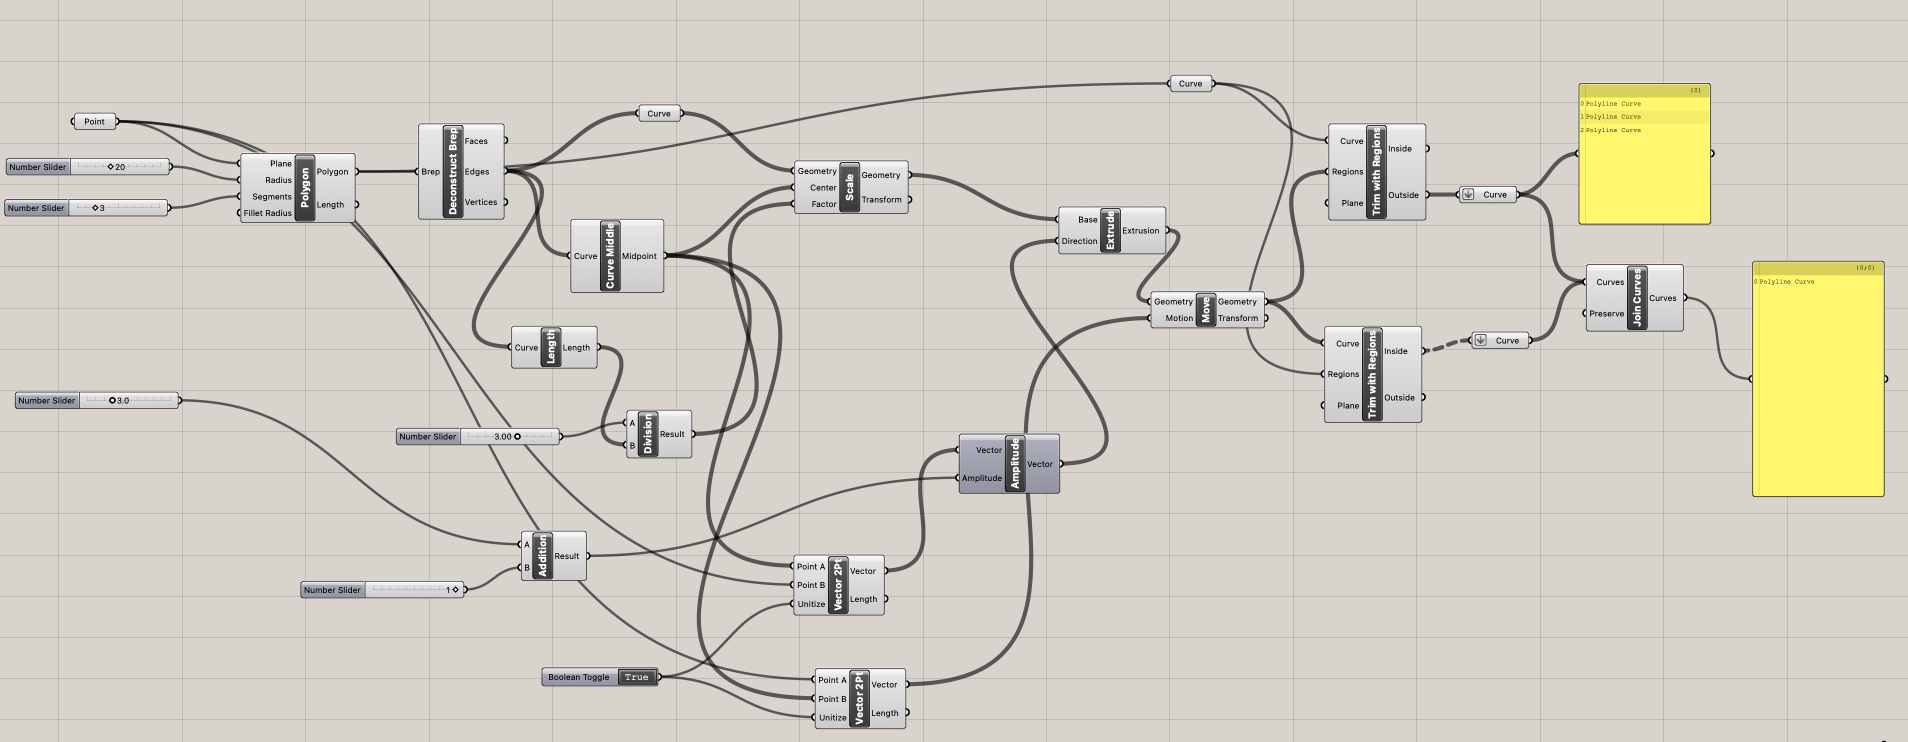 Point
Number Slider 20
Number Slider 3
Plane
Radius
Segments
Fillet Radius
Polygon
Polygon
Length
Brep
Deconstruct Brep
Faces
Edges
Vertices
Curve
Curve
Curve Middle
Midpoint
Curve
Length
Length
Number Slider 3.00
A
B
Division
Result
Number Slider 3.0
Number Slider 1
A
B
Addition
Result
Boolean Toggle True
Geometry
Center
Factor
Scale
Geometry
Transform
Point A
Point B
Unitize
Vector 2Pt
Vector
Length
Point A
Point B
Unitize
Vector 2Pt
Vector
Length
Vector
Amplitude
Amplitude
Vector
Base
Direction
Extrude
Extrusion
Geometry
Motion
Move
Geometry
Transform
Curve
Curve
Regions
Plane
Trim with Regions
Inside
Outside
Curve
Regions
Plane
Trim with Regions
Inside
Outside
Curve
Curve
{0}
0 Polyline Curve
1 Polyline Curve
2 Polyline Curve
Curves
Preserve
Join Curves
Curves
{0;0}
0 Polyline Curve